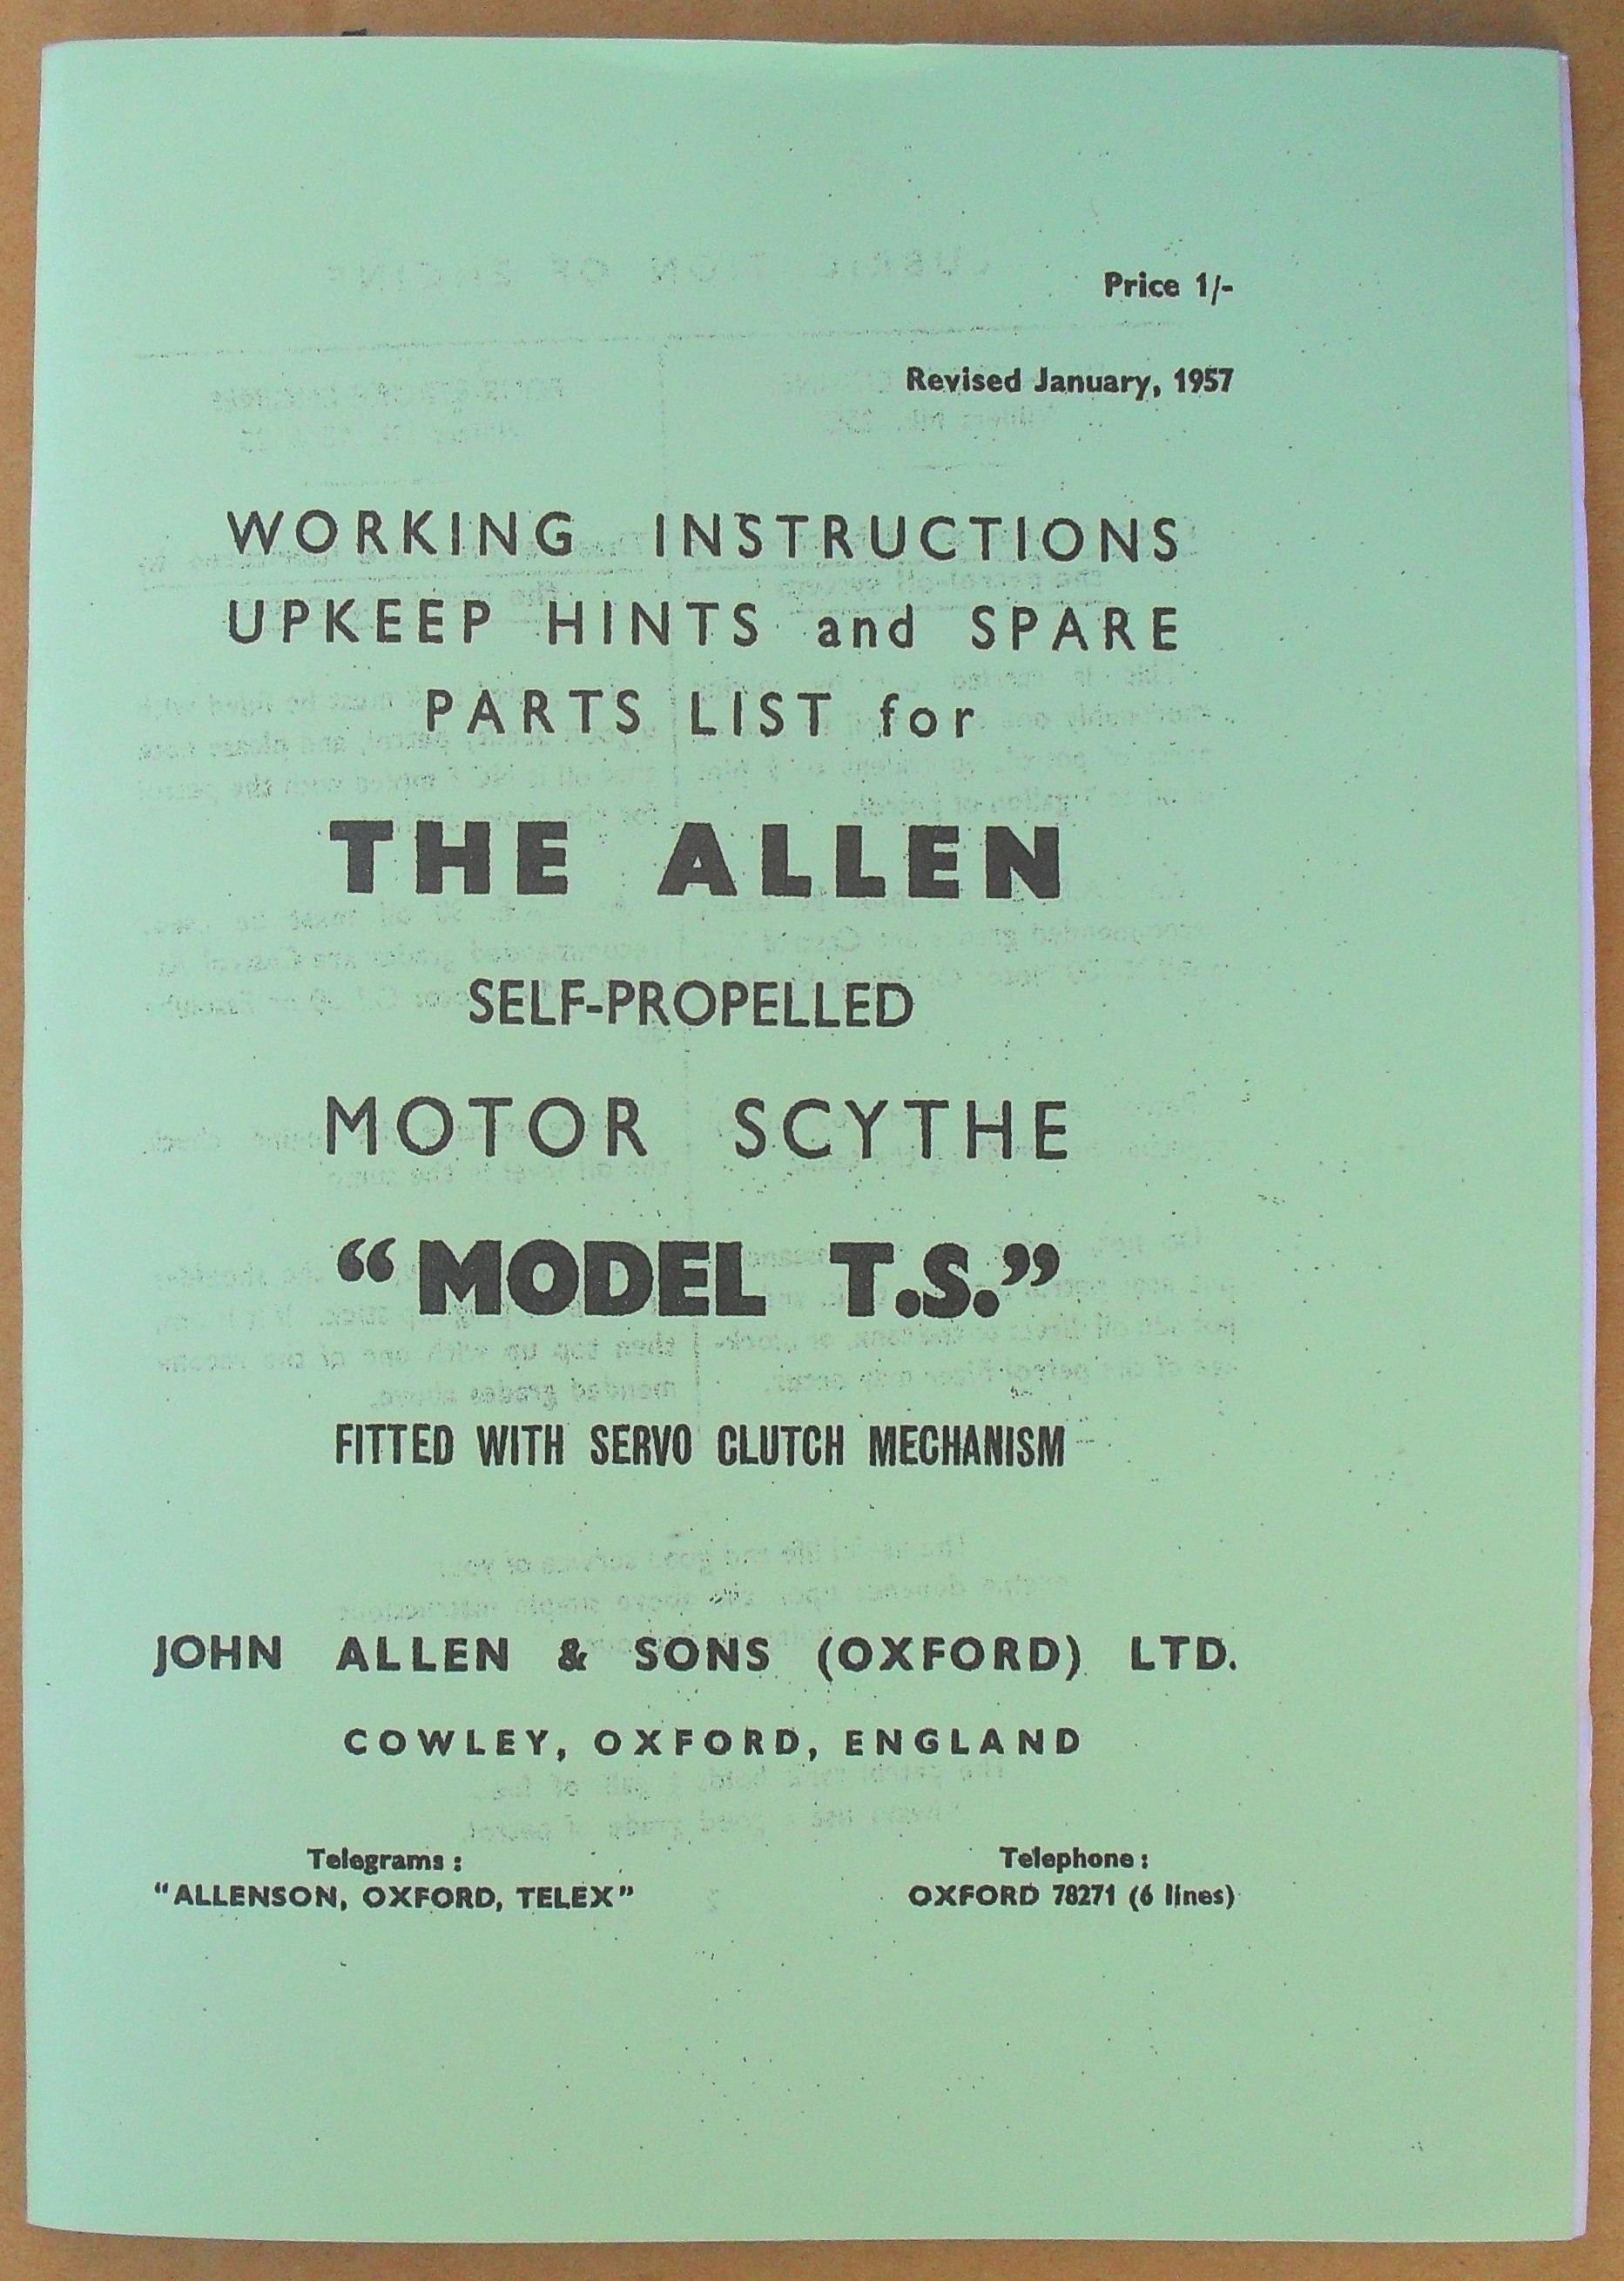 Price 1/-
Revised January, 1957
WORKING INSTRUCTIONS
UPKEEP HINTS and SPARE
PARTS LIST for
THE ALLEN
SELF-PROPELLED
MOTOR SCYTHE
“MODEL T.S.”
FITTED WITH SERVO CLUTCH MECHANISM
JOHN ALLEN & SONS (OXFORD) LTD.
COWLEY, OXFORD, ENGLAND
Telegrams :
“ALLENSON, OXFORD, TELEX”
Telephone :
OXFORD 78271 (6 lines)